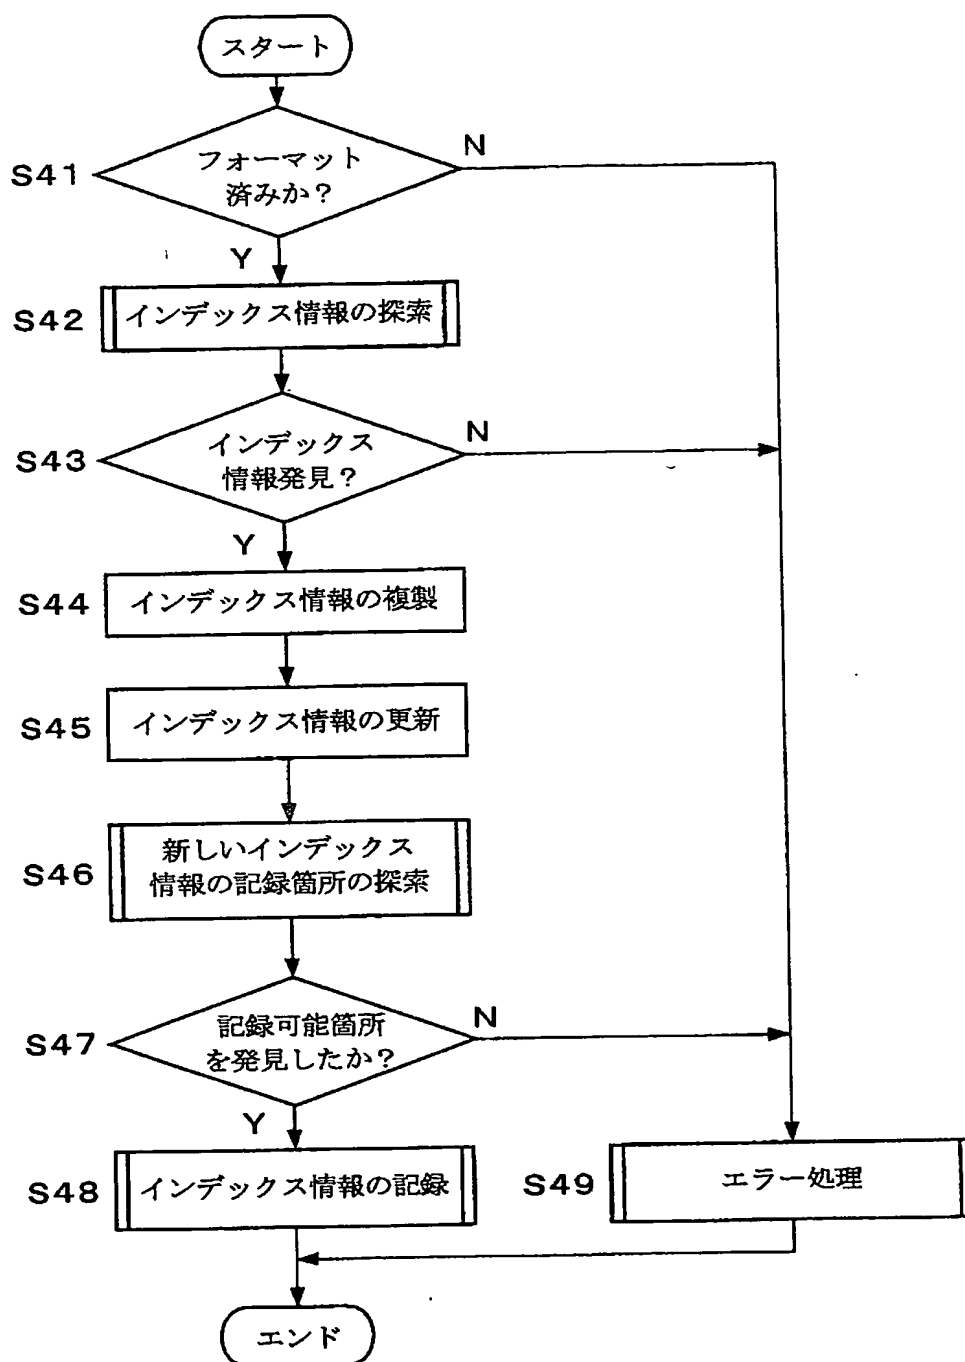 スタート
N
S41
フォーマット
済みか？
Y
S42
インデックス情報の探索
N
S43
インデックス
情報発見？
Y
S44
インデックス情報の複製
S45
インデックス情報の更新
S46
新しいインデックス
情報の記録箇所の探索
N
S47
記録可能箇所
を発見したか？
Y
S48
インデックス情報の記録
S49
エラー処理
エンド